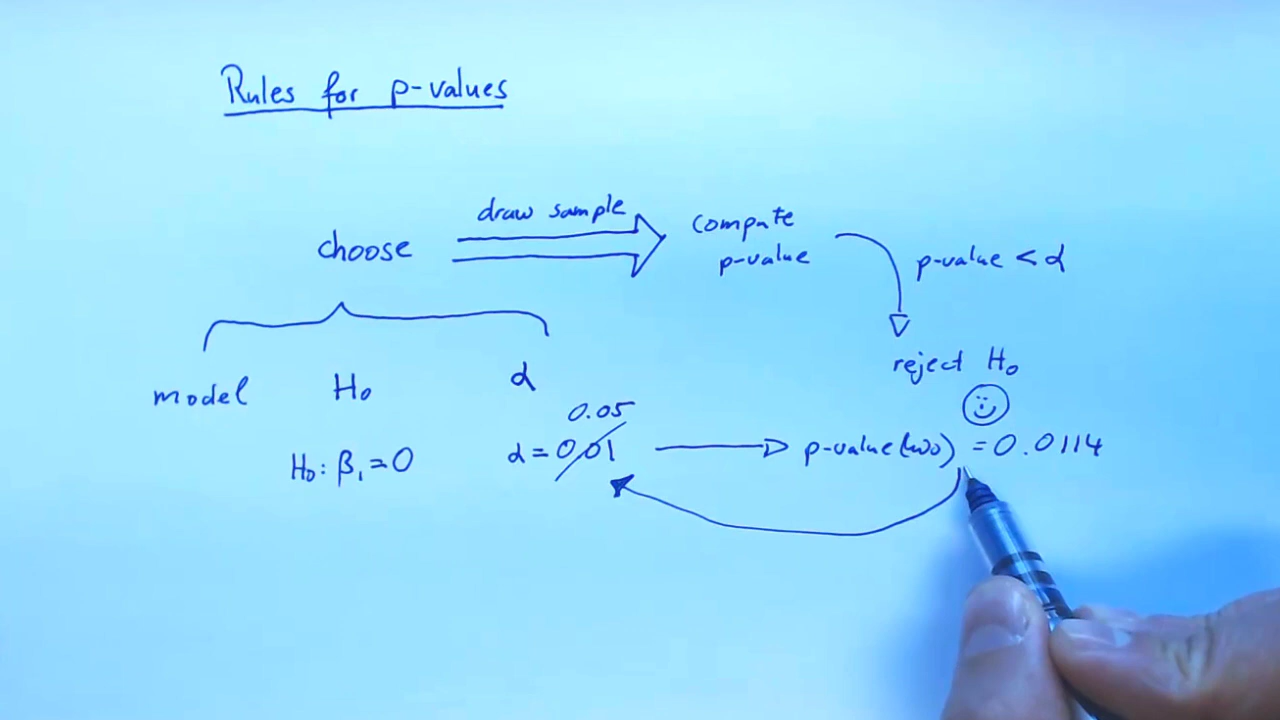 Rules for p-values
draw sample
choose
compute
p-value
p-value < α
reject H₀
model
H₀
α
0.05
H₀: β₁ = 0
α = 0.01
p-value (two) = 0.0114